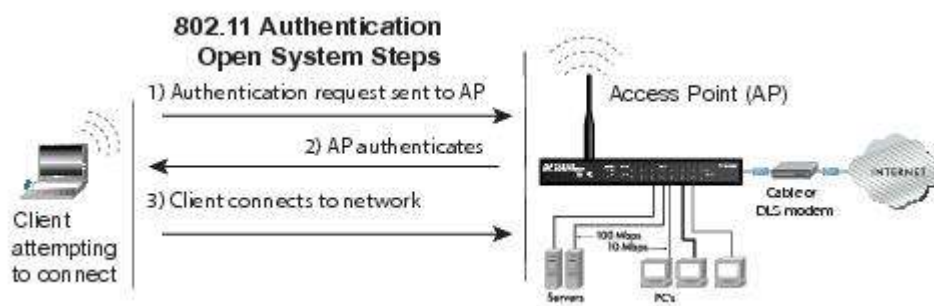 802.11 Authentication
Open System Steps
1) Authentication request sent to AP
2) AP authenticates
3) Client connects to network
Client
attempting
to connect
Access Point (AP)
INTERNET
Cable or
DLS modem
100 Mbps
10 Mbps
Servers
PC's